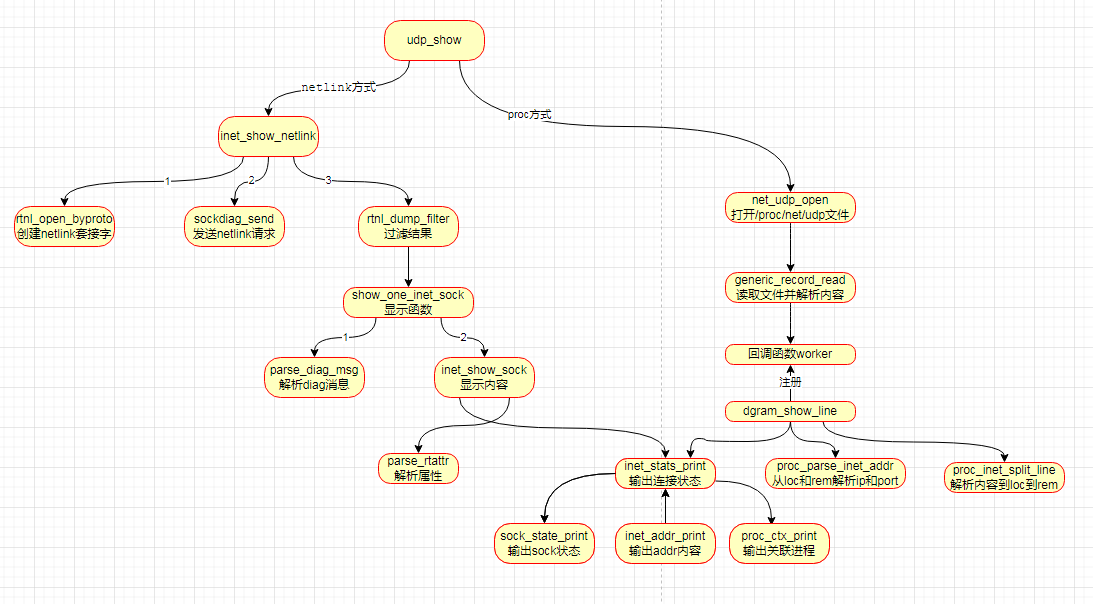 udp_show
netlink方式
proc方式
inet_show_netlink
1
2
3
rtnl_open_byproto
创建netlink套接字
sockdiag_send
发送netlink请求
rtnl_dump_filter
过滤结果
net_udp_open
打开/proc/net/udp文件
generic_record_read
读取文件并解析内容
show_one_inet_sock
显示函数
1
2
回调函数worker
parse_diag_msg
解析diag消息
inet_show_sock
显示内容
注册
dgram_show_line
parse_rtattr
解析属性
inet_stats_print
输出连接状态
proc_parse_inet_addr
从loc和rem解析ip和port
proc_inet_split_line
解析内容到loc到rem
sock_state_print
输出sock状态
inet_addr_print
输出addr内容
proc_ctx_print
输出关联进程